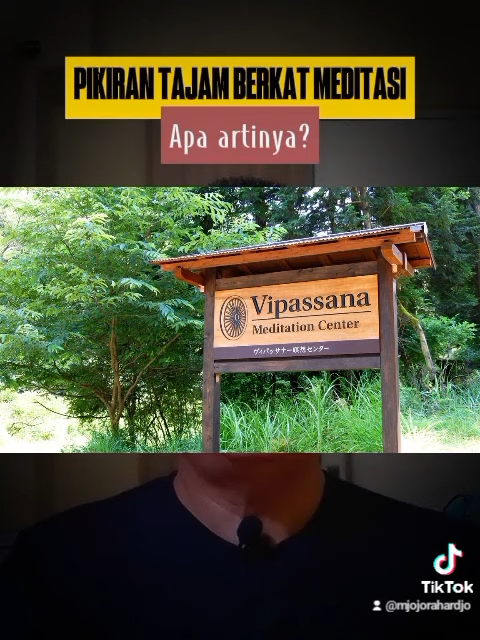 PIKIRAN TAJAM BERKAT MEDITASI
Apa artinya?
Vipassana
Meditation Center
ヴィパッサナー瞑想センター
TikTok
@mjojorahardjo